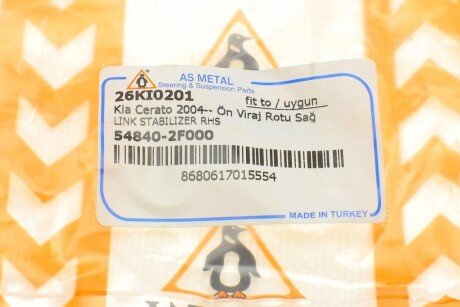 AS METAL
Steering & Suspension Parts
26KI0201
fit to / uygun
Kia Cerato 2004-- Ön Viraj Rotu Sağ
LINK STABILIZER RHS
54840-2F000
8680617015554
MADE IN TURKEY